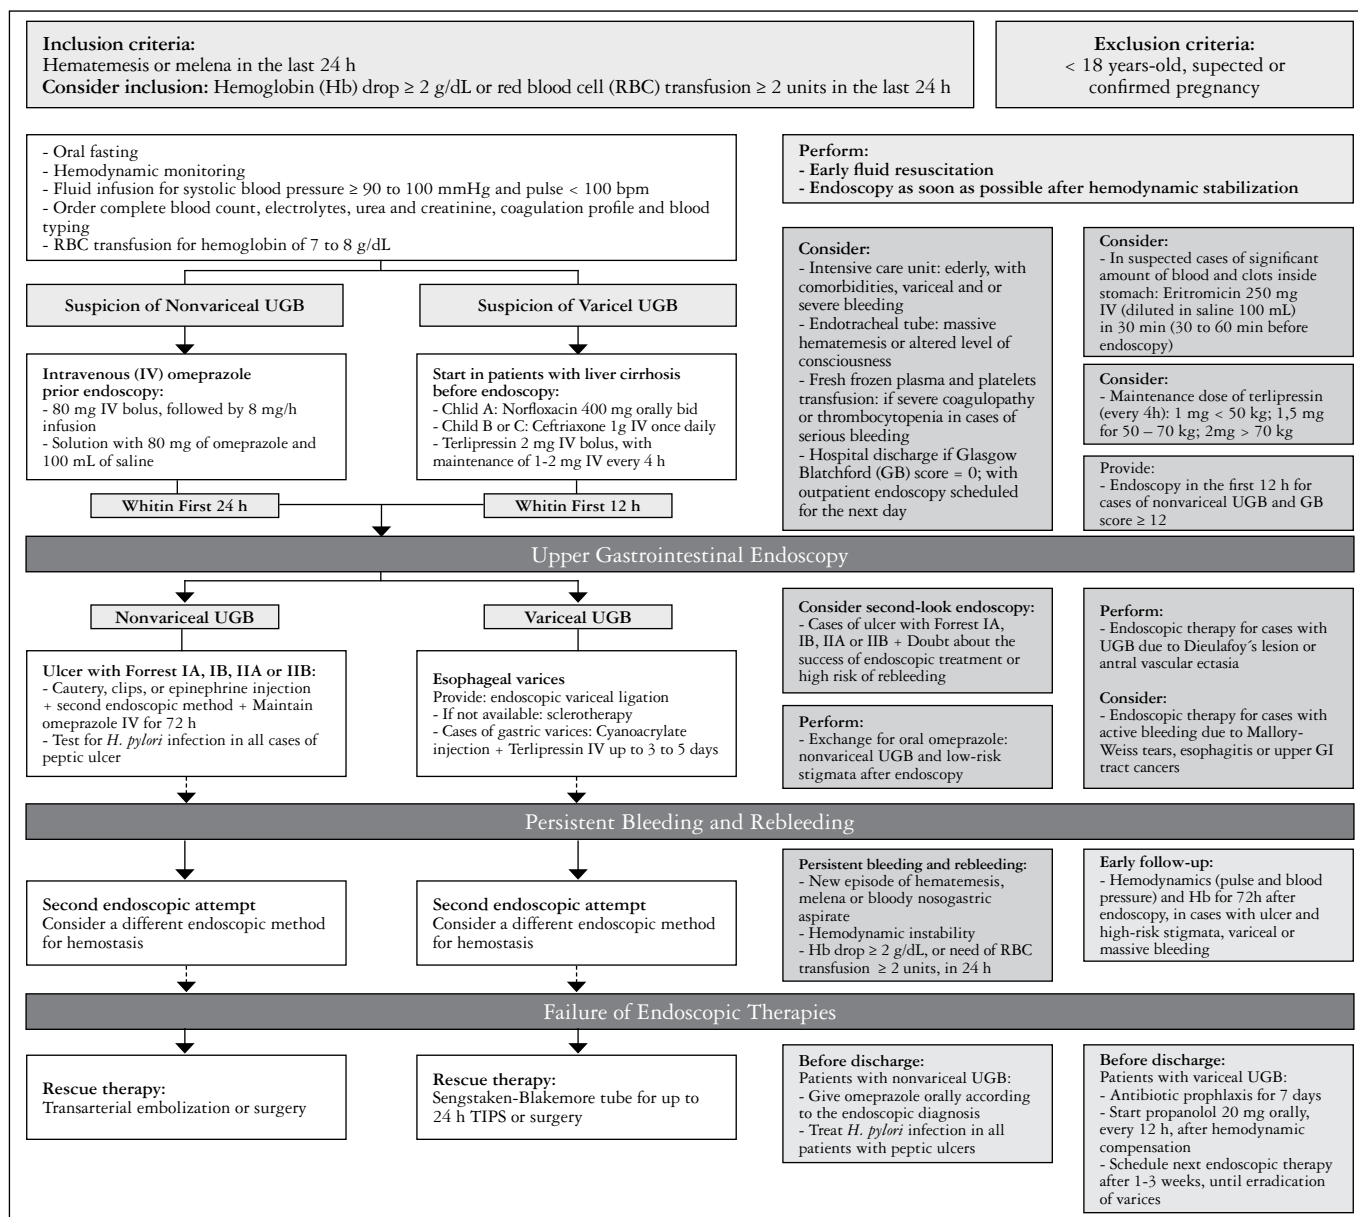 Inclusion criteria:
Hematemesis or melena in the last 24 h
Consider inclusion: Hemoglobin (Hb) drop ≥ 2 g/dL or red blood cell (RBC) transfusion ≥ 2 units in the last 24 h
Exclusion criteria:
< 18 years-old, supected or
confirmed pregnancy
- Oral fasting
- Hemodynamic monitoring
- Fluid infusion for systolic blood pressure ≥ 90 to 100 mmHg and pulse < 100 bpm
- Order complete blood count, electrolytes, urea and creatinine, coagulation profile and blood
typing
- RBC transfusion for hemoglobin of 7 to 8 g/dL
Perform:
- Early fluid resuscitation
- Endoscopy as soon as possible after hemodynamic stabilization
Suspicion of Nonvariceal UGB
Suspicion of Varicel UGB
Intravenous (IV) omeprazole
prior endoscopy:
- 80 mg IV bolus, followed by 8 mg/h
infusion
- Solution with 80 mg of omeprazole and
100 mL of saline
Start in patients with liver cirrhosis
before endoscopy:
- Chlid A: Norfloxacin 400 mg orally bid
- Child B or C: Ceftriaxone 1g IV once daily
- Terlipressin 2 mg IV bolus, with
maintenance of 1-2 mg IV every 4 h
Whitin First 24 h
Whitin First 12 h
Consider:
- Intensive care unit: ederly, with
comorbidities, variceal and or
severe bleeding
- Endotracheal tube: massive
hematemesis or altered level of
consciousness
- Fresh frozen plasma and platelets
transfusion: if severe coagulopathy
or thrombocytopenia in cases of
serious bleeding
- Hospital discharge if Glasgow
Blatchford (GB) score = 0; with
outpatient endoscopy scheduled
for the next day
Consider:
- In suspected cases of significant
amount of blood and clots inside
stomach: Eritromicin 250 mg
IV (diluted in saline 100 mL)
in 30 min (30 to 60 min before
endoscopy)
Consider:
- Maintenance dose of terlipressin
(every 4h): 1 mg < 50 kg; 1,5 mg
for 50 – 70 kg; 2mg > 70 kg
Provide:
- Endoscopy in the first 12 h for
cases of nonvariceal UGB and GB
score ≥ 12
Upper Gastrointestinal Endoscopy
Nonvariceal UGB
Variceal UGB
Ulcer with Forrest IA, IB, IIA or IIB:
- Cautery, clips, or epinephrine injection
+ second endoscopic method + Maintain
omeprazole IV for 72 h
- Test for H. pylori infection in all cases of
peptic ulcer
Esophageal varices
Provide: endoscopic variceal ligation
- If not available: sclerotherapy
- Cases of gastric varices: Cyanoacrylate
injection + Terlipressin IV up to 3 to 5 days
Consider second-look endoscopy:
- Cases of ulcer with Forrest IA,
IB, IIA or IIB + Doubt about the
success of endoscopic treatment or
high risk of rebleeding
Perform:
- Exchange for oral omeprazole:
nonvariceal UGB and low-risk
stigmata after endoscopy
Perform:
- Endoscopic therapy for cases with
UGB due to Dieulafoy´s lesion or
antral vascular ectasia
Consider:
- Endoscopic therapy for cases with
active bleeding due to Mallory-
Weiss tears, esophagitis or upper GI
tract cancers
Persistent Bleeding and Rebleeding
Second endoscopic attempt
Consider a different endoscopic method
for hemostasis
Second endoscopic attempt
Consider a different endoscopic method
for hemostasis
Persistent bleeding and rebleeding:
- New episode of hematemesis,
melena or bloody nosogastric
aspirate
- Hemodynamic instability
- Hb drop ≥ 2 g/dL, or need of RBC
transfusion ≥ 2 units, in 24 h
Early follow-up:
- Hemodynamics (pulse and blood
pressure) and Hb for 72h after
endoscopy, in cases with ulcer and
high-risk stigmata, variceal or
massive bleeding
Failure of Endoscopic Therapies
Rescue therapy:
Transarterial embolization or surgery
Rescue therapy:
Sengstaken-Blakemore tube for up to
24 h TIPS or surgery
Before discharge:
Patients with nonvariceal UGB:
- Give omeprazole orally according
to the endoscopic diagnosis
- Treat H. pylori infection in all
patients with peptic ulcers
Before discharge:
Patients with variceal UGB:
- Antibiotic prophlaxis for 7 days
- Start propanolol 20 mg orally,
every 12 h, after hemodynamic
compensation
- Schedule next endoscopic therapy
after 1-3 weeks, until erradication
of varices